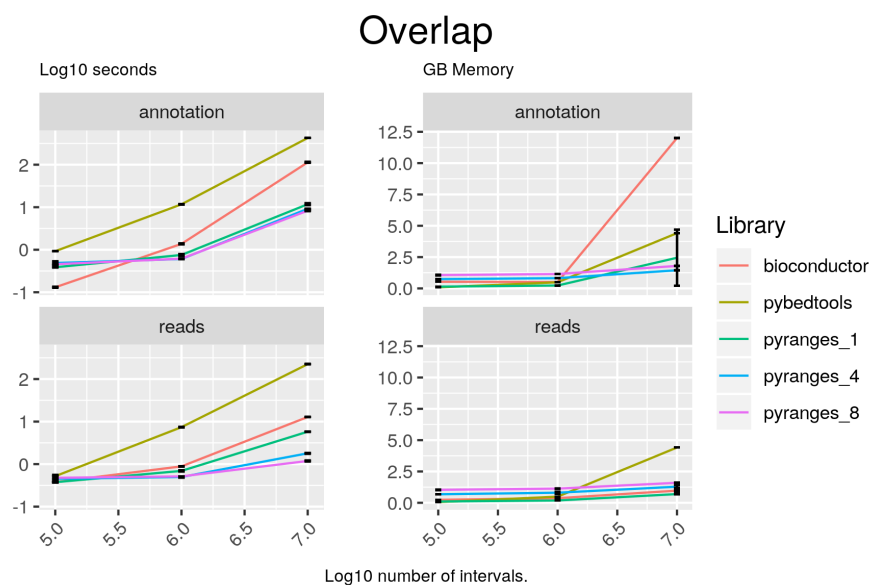 Overlap
Log10 seconds
GB Memory
annotation
annotation
2
1
0
-1
12.5
10.0
7.5
5.0
2.5
0.0
reads
reads
2
1
0
-1
12.5
10.0
7.5
5.0
2.5
0.0
5.0 5.5 6.0 6.5 7.0
5.0 5.5 6.0 6.5 7.0
Log10 number of intervals.
Library
bioconductor
pybedtools
pyranges_1
pyranges_4
pyranges_8